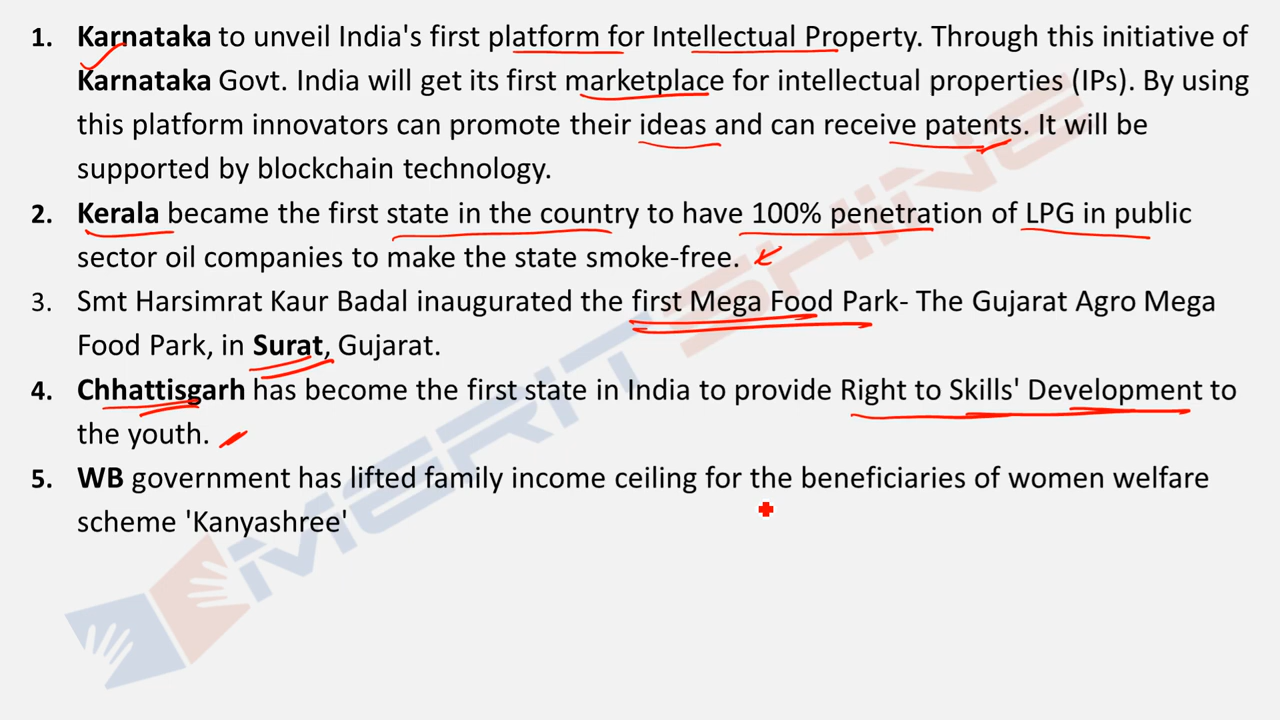 1. Karnataka to unveil India's first platform for Intellectual Property. Through this initiative of
Karnataka Govt. India will get its first marketplace for intellectual properties (IPs). By using
this platform innovators can promote their ideas and can receive patents. It will be
supported by blockchain technology.
2. Kerala became the first state in the country to have 100% penetration of LPG in public
sector oil companies to make the state smoke-free.
3. Smt Harsimrat Kaur Badal inaugurated the first Mega Food Park- The Gujarat Agro Mega
Food Park, in Surat, Gujarat.
4. Chhattisgarh has become the first state in India to provide Right to Skills' Development to
the youth.
5. WB government has lifted family income ceiling for the beneficiaries of women welfare
scheme 'Kanyashree'
MERITSHINE